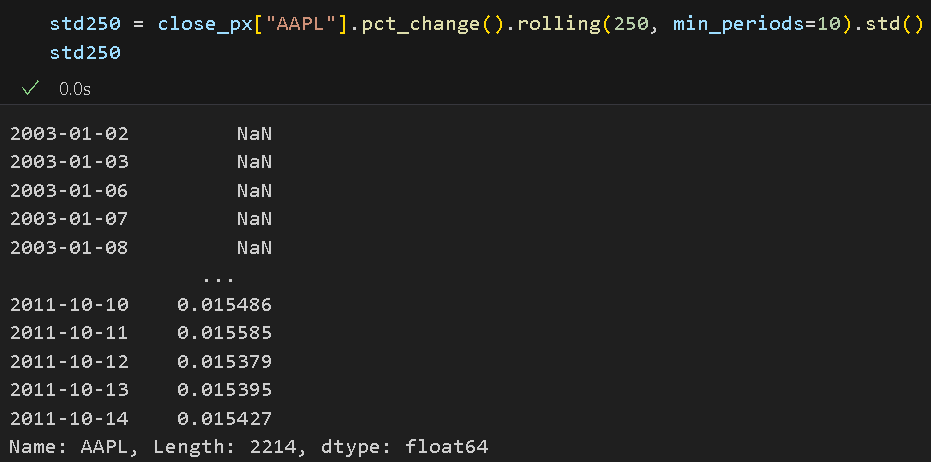 std250 = close_px["AAPL"].pct_change().rolling(250, min_periods=10).std()
std250
0.0s
2003-01-02 NaN
2003-01-03 NaN
2003-01-06 NaN
2003-01-07 NaN
2003-01-08 NaN
...
2011-10-10 0.015486
2011-10-11 0.015585
2011-10-12 0.015379
2011-10-13 0.015395
2011-10-14 0.015427
Name: AAPL, Length: 2214, dtype: float64